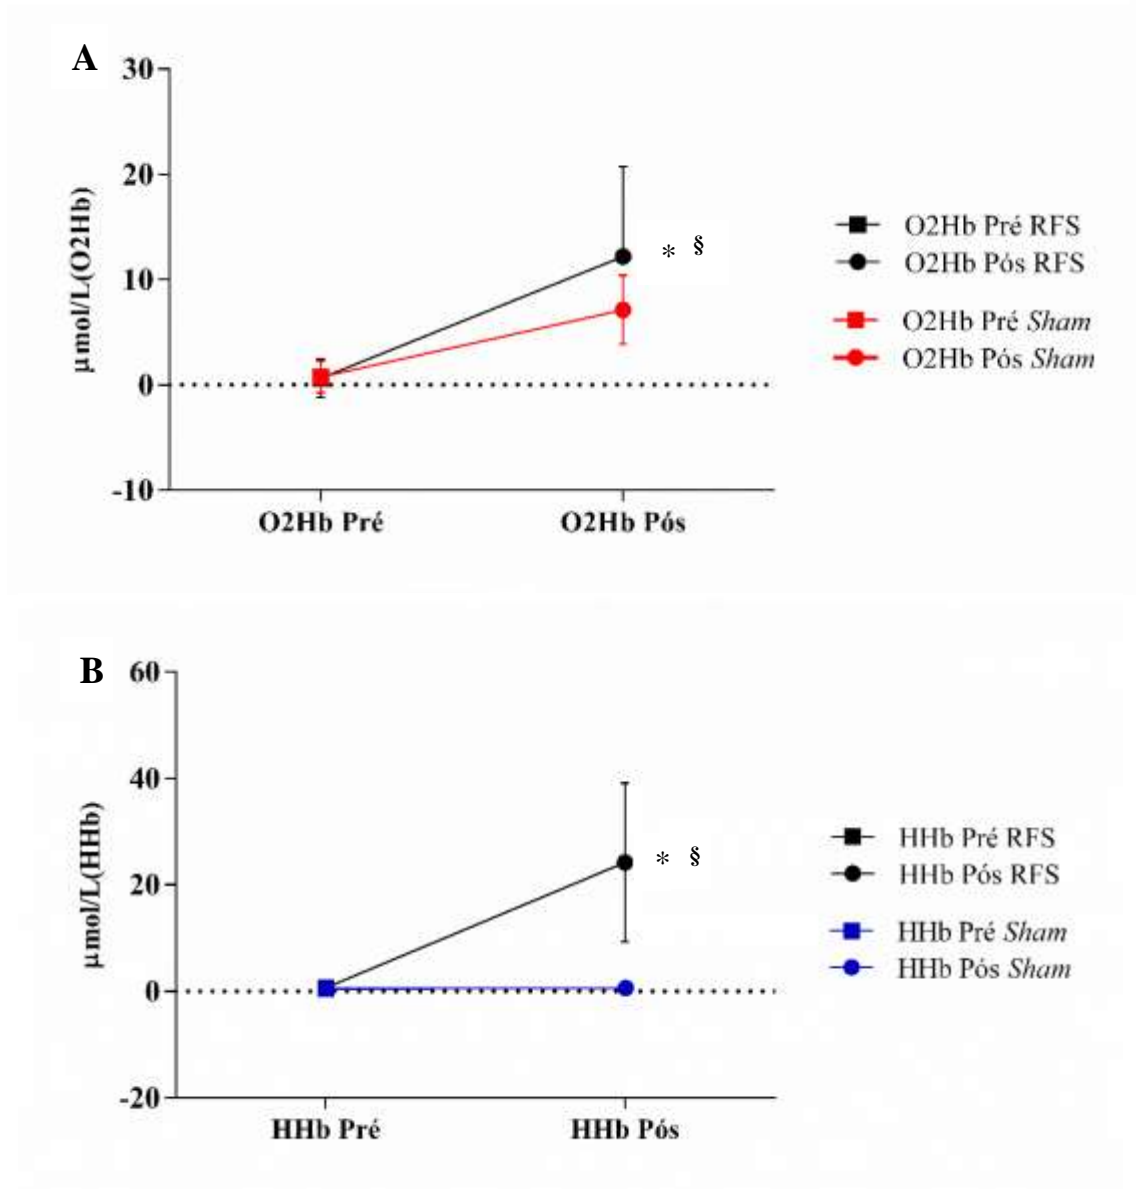 A
30
20
10
0
-10
μmol/L(O2Hb)
* §
O2Hb Pré
O2Hb Pós
O2Hb Pré RFS
O2Hb Pós RFS
O2Hb Pré Sham
O2Hb Pós Sham
B
60
40
20
0
-20
μmol/L(HHb)
* §
HHb Pré
HHb Pós
HHb Pré RFS
HHb Pós RFS
HHb Pré Sham
HHb Pós Sham